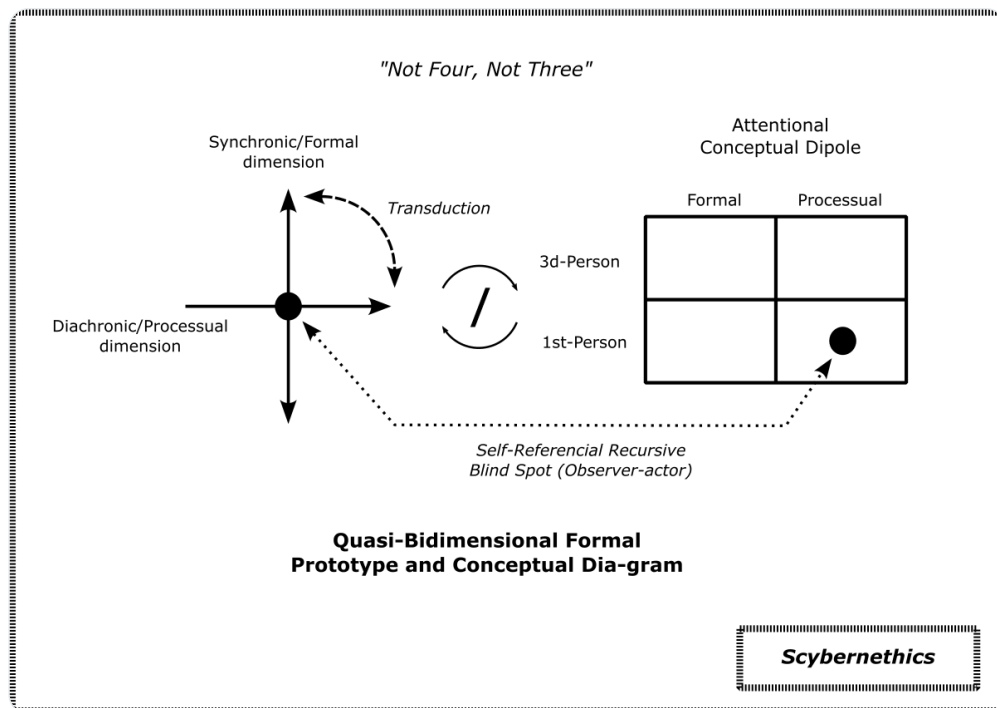 "Not Four, Not Three"
Synchronic/Formal
dimension
Transduction
Diachronic/Processual
dimension
/
Attentional
Conceptual Dipole
Formal
Processual
3d-Person
1st-Person
Self-Referencial Recursive
Blind Spot (Observer-actor)
Quasi-Bidimensional Formal
Prototype and Conceptual Dia-gram
Scybernethics